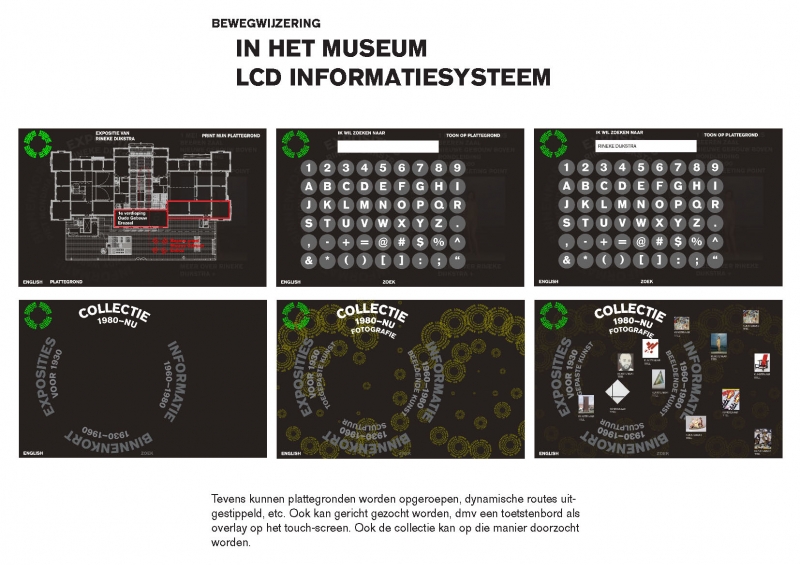 BEWEGWIJZERING
IN HET MUSEUM
LCD INFORMATIESYSTEEM
EXPOSITIE VAN
RINEKE DIJKSTRA
PRINT MIJN PLATTEGROND
1e verdieping
Oude Gebouw
Erezaal
ENGLISH PLATTEGROND
IK WIL ZOEKEN NAAR
TOON OP PLATTEGROND
1 2 3 4 5 6 7 8 9
A B C D E F G H I
J K L M N O P Q R
S T U V W X Y Z .
, - + = @ # $ % ^
& * ( ) [ ] : ; “
ENGLISH ZOEK
IK WIL ZOEKEN NAAR
TOON OP PLATTEGROND
RINEKE DIJKSTRA
1 2 3 4 5 6 7 8 9
A B C D E F G H I
J K L M N O P Q R
S T U V W X Y Z .
, - + = @ # $ % ^
& * ( ) [ ] : ; “
ENGLISH ZOEK
COLLECTIE
1980–NU
INFORMATIE
1960–1980
BINNENKORT
1930–1960
EXPOSITIES
VOOR 1930
ENGLISH ZOEK
COLLECTIE
1980–NU
FOTOGRAFIE
INFORMATIE
1960–1980
BEELDENDE KUNST
BINNENKORT
1930–1960
SCULPTUUR
EXPOSITIES
VOOR 1930
TOEGEPASTE KUNST
ENGLISH ZOEK
COLLECTIE
1980–NU
FOTOGRAFIE
INFORMATIE
1960–1980
BEELDENDE KUNST
BINNENKORT
1930–1960
SCULPTUUR
EXPOSITIES
VOOR 1930
TOEGEPASTE KUNST
ENGLISH ZOEK
Tevens kunnen plattegronden worden opgeroepen, dynamische routes uit-
gestippeld, etc. Ook kan gericht gezocht worden, dmv een toetstenbord als
overlay op het touch-screen. Ook de collectie kan op die manier doorzocht
worden.